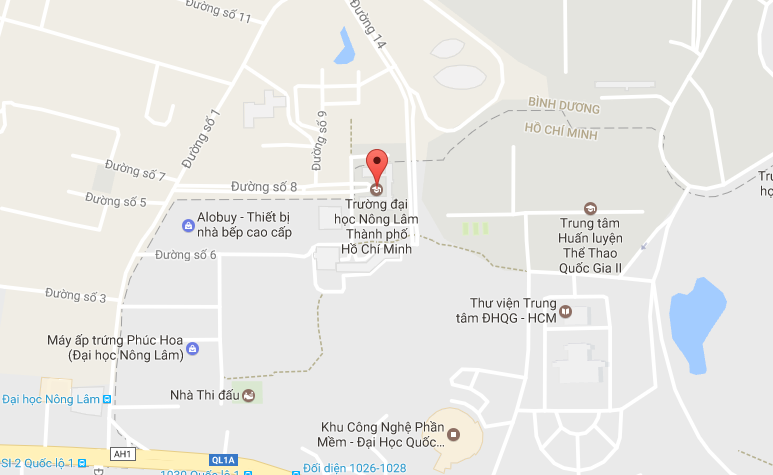 Đường số 11
Đường 14
Đường số 1
Đường số 9
BÌNH DƯƠNG
HỒ CHÍ MINH
Đường số 7
Đường số 8
Đường số 5
Trường đại
học Nông Lâm
Thành phố
Hồ Chí Minh
Alobuy - Thiết bị
nhà bếp cao cấp
Trung tâm
Huấn luyện
Thể Thao
Quốc Gia II
Đường số 6
Đường số 3
Thư viện Trung
tâm ĐHQG - HCM
Máy ấp trứng Phúc Hoa
(Đại học Nông Lâm)
Nhà Thi đấu
Đại học Nông Lâm
Khu Công Nghệ Phần
Mềm - Đại Học Quốc...
AH1
QL1A
SI 2 Quốc lộ 1
Đối diện 1026-1028